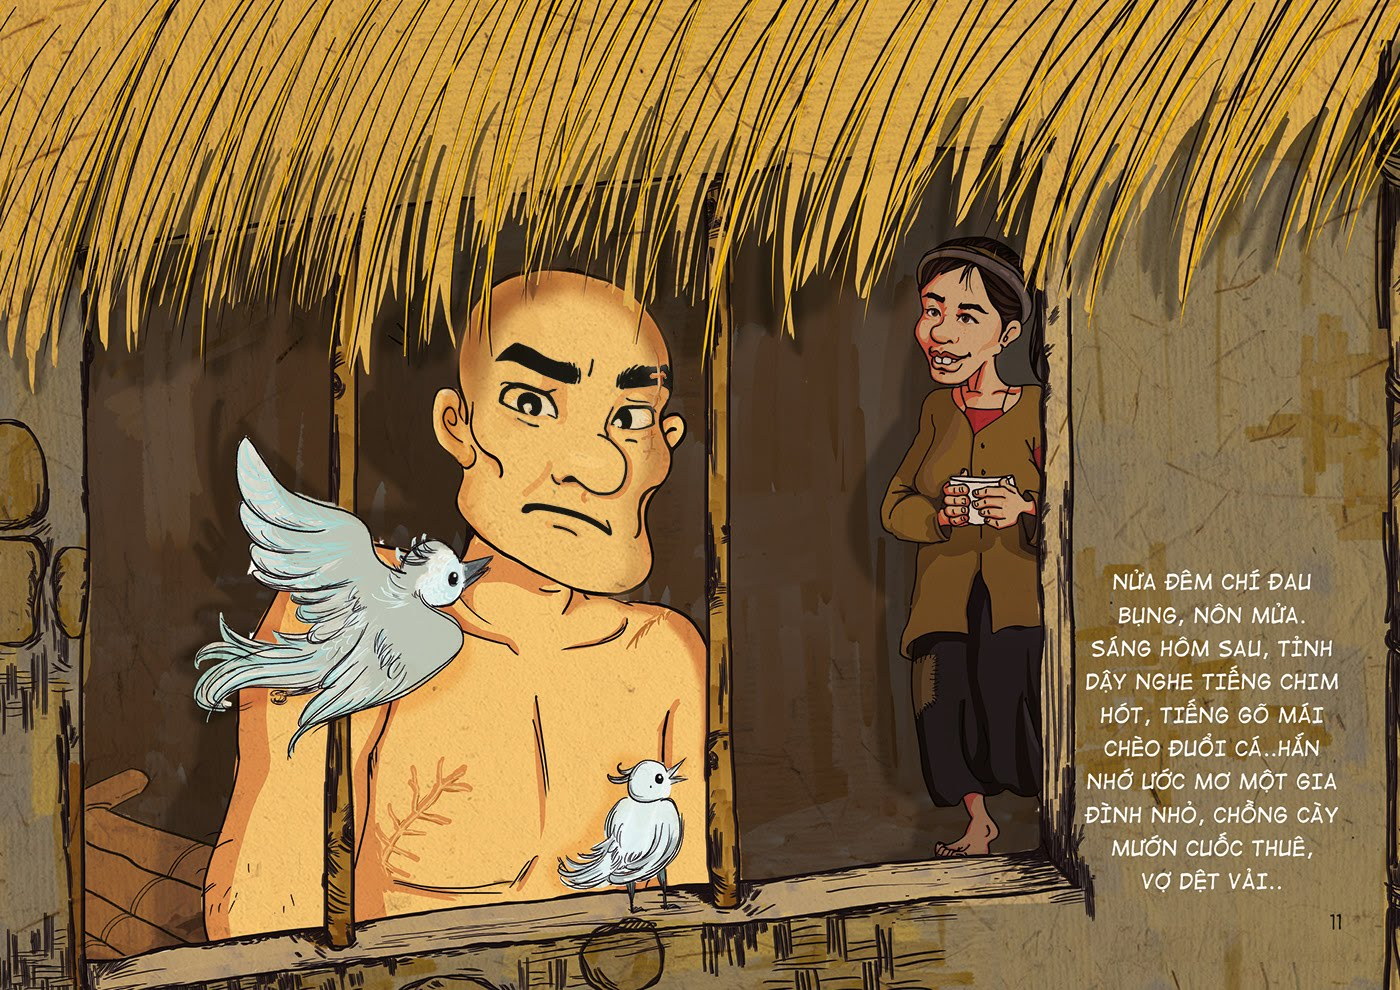 NỬA ĐÊM CHÍ ĐAU
BỤNG, NÔN MỬA.
SÁNG HÔM SAU, TỈNH
DẬY NGHE TIẾNG CHIM
HÓT, TIẾNG GÕ MÁI
CHÈO ĐUỔI CÁ..HẮN
NHỚ ƯỚC MƠ MỘT GIA
ĐÌNH NHỎ, CHỒNG CÀY
MƯỚN CUỐC THUÊ,
VỢ DỆT VẢI..
11